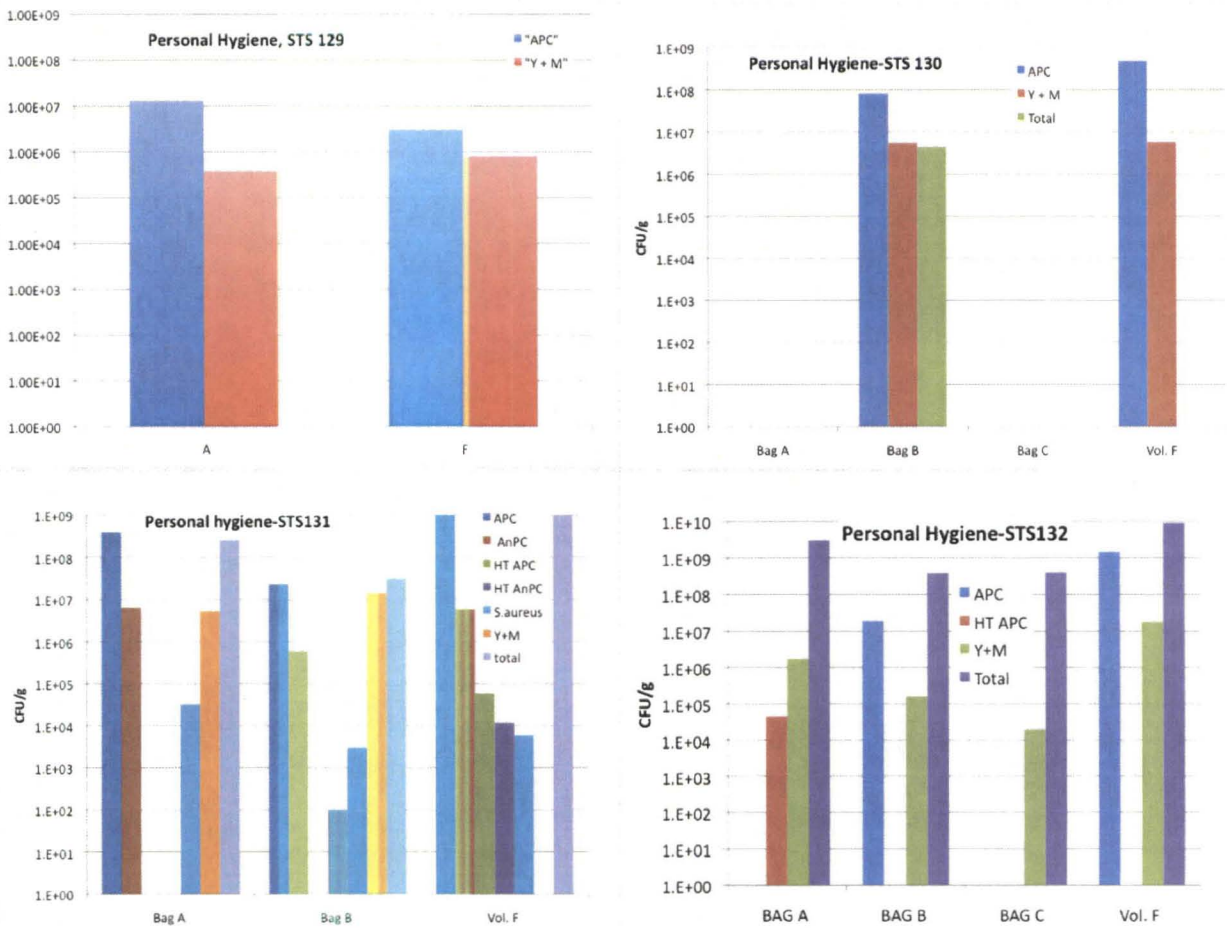 Personal Hygiene, STS 129
"APC"
"Y + M"
1.00E+09
1.00E+08
1.00E+07
1.00E+06
1.00E+05
1.00E+04
1.00E+03
1.00E+02
1.00E+01
1.00E+00
A
F
Personal Hygiene-STS 130
APC
Y + M
Total
CFU/g
1.E+09
1.E+08
1.E+07
1.E+06
1.E+05
1.E+04
1.E+03
1.E+02
1.E+01
1.E+00
Bag A
Bag B
Bag C
Vol. F
Personal hygiene-STS131
APC
AnPC
HT APC
HT AnPC
S.aureus
Y+M
total
CFU/g
1.E+09
1.E+08
1.E+07
1.E+06
1.E+05
1.E+04
1.E+03
1.E+02
1.E+01
1.E+00
Bag A
Bag B
Vol. F
Personal Hygiene-STS132
APC
HT APC
Y+M
Total
CFU/g
1.E+10
1.E+09
1.E+08
1.E+07
1.E+06
1.E+05
1.E+04
1.E+03
1.E+02
1.E+01
1.E+00
BAG A
BAG B
BAG C
Vol. F